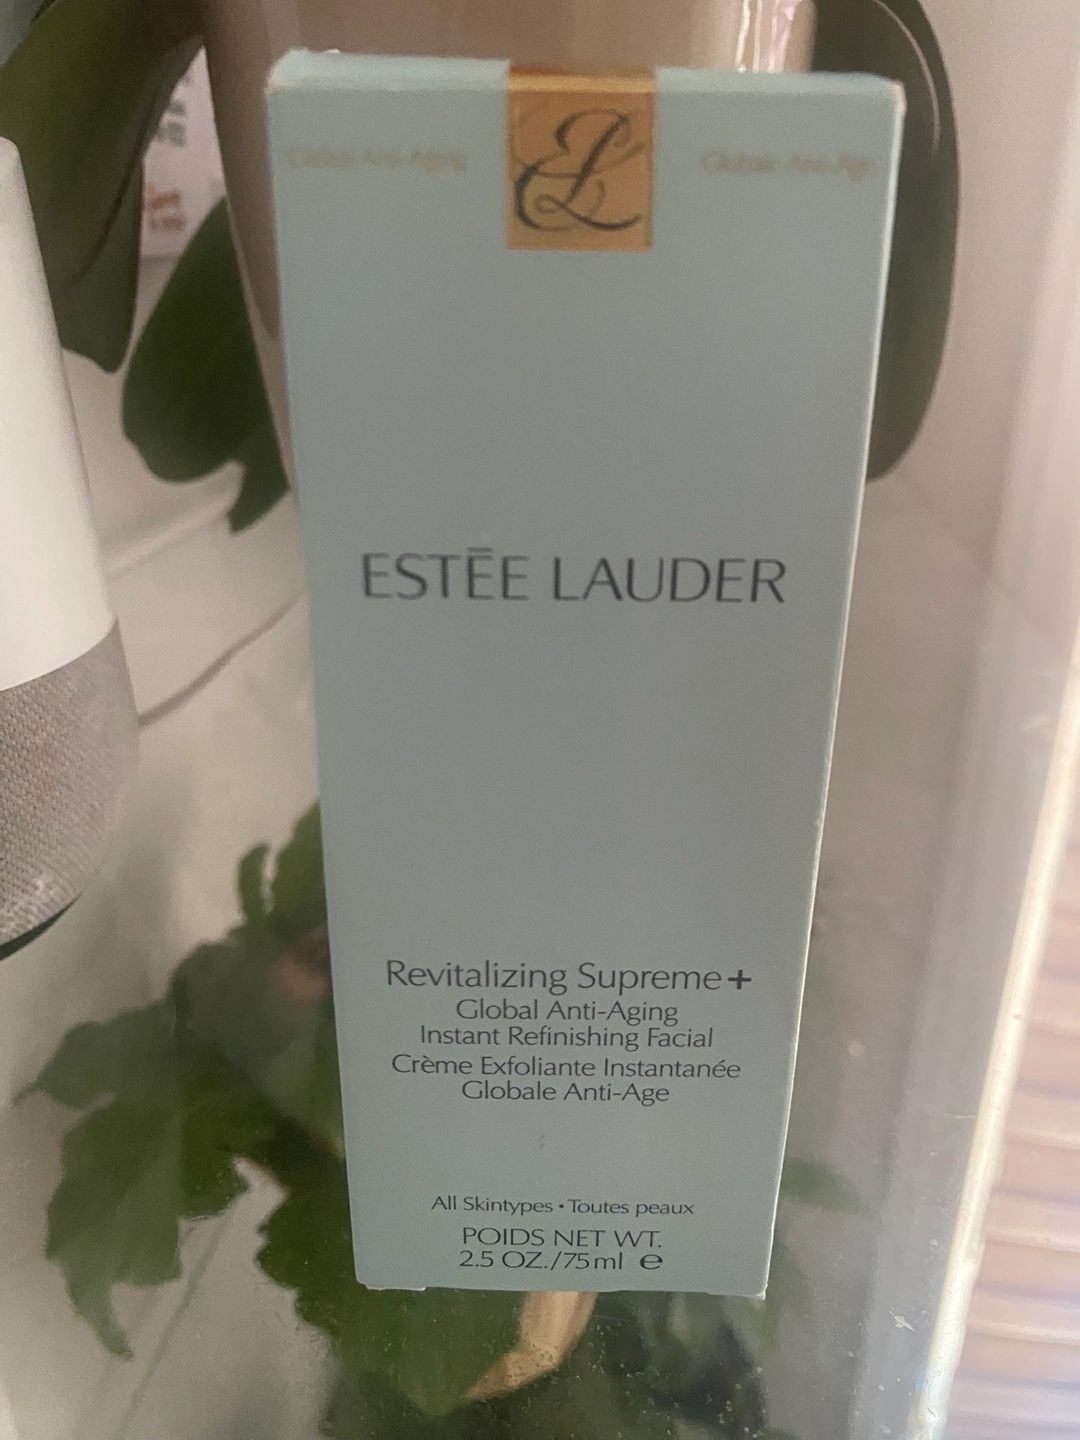 Global Anti-Aging
Globale Anti-Age
EL
ESTĒE LAUDER
Revitalizing Supreme+
Global Anti-Aging
Instant Refinishing Facial
Crème Exfoliante Instantanée
Globale Anti-Age
All Skintypes • Toutes peaux
POIDS NET WT.
2.5 OZ./75ml ℮